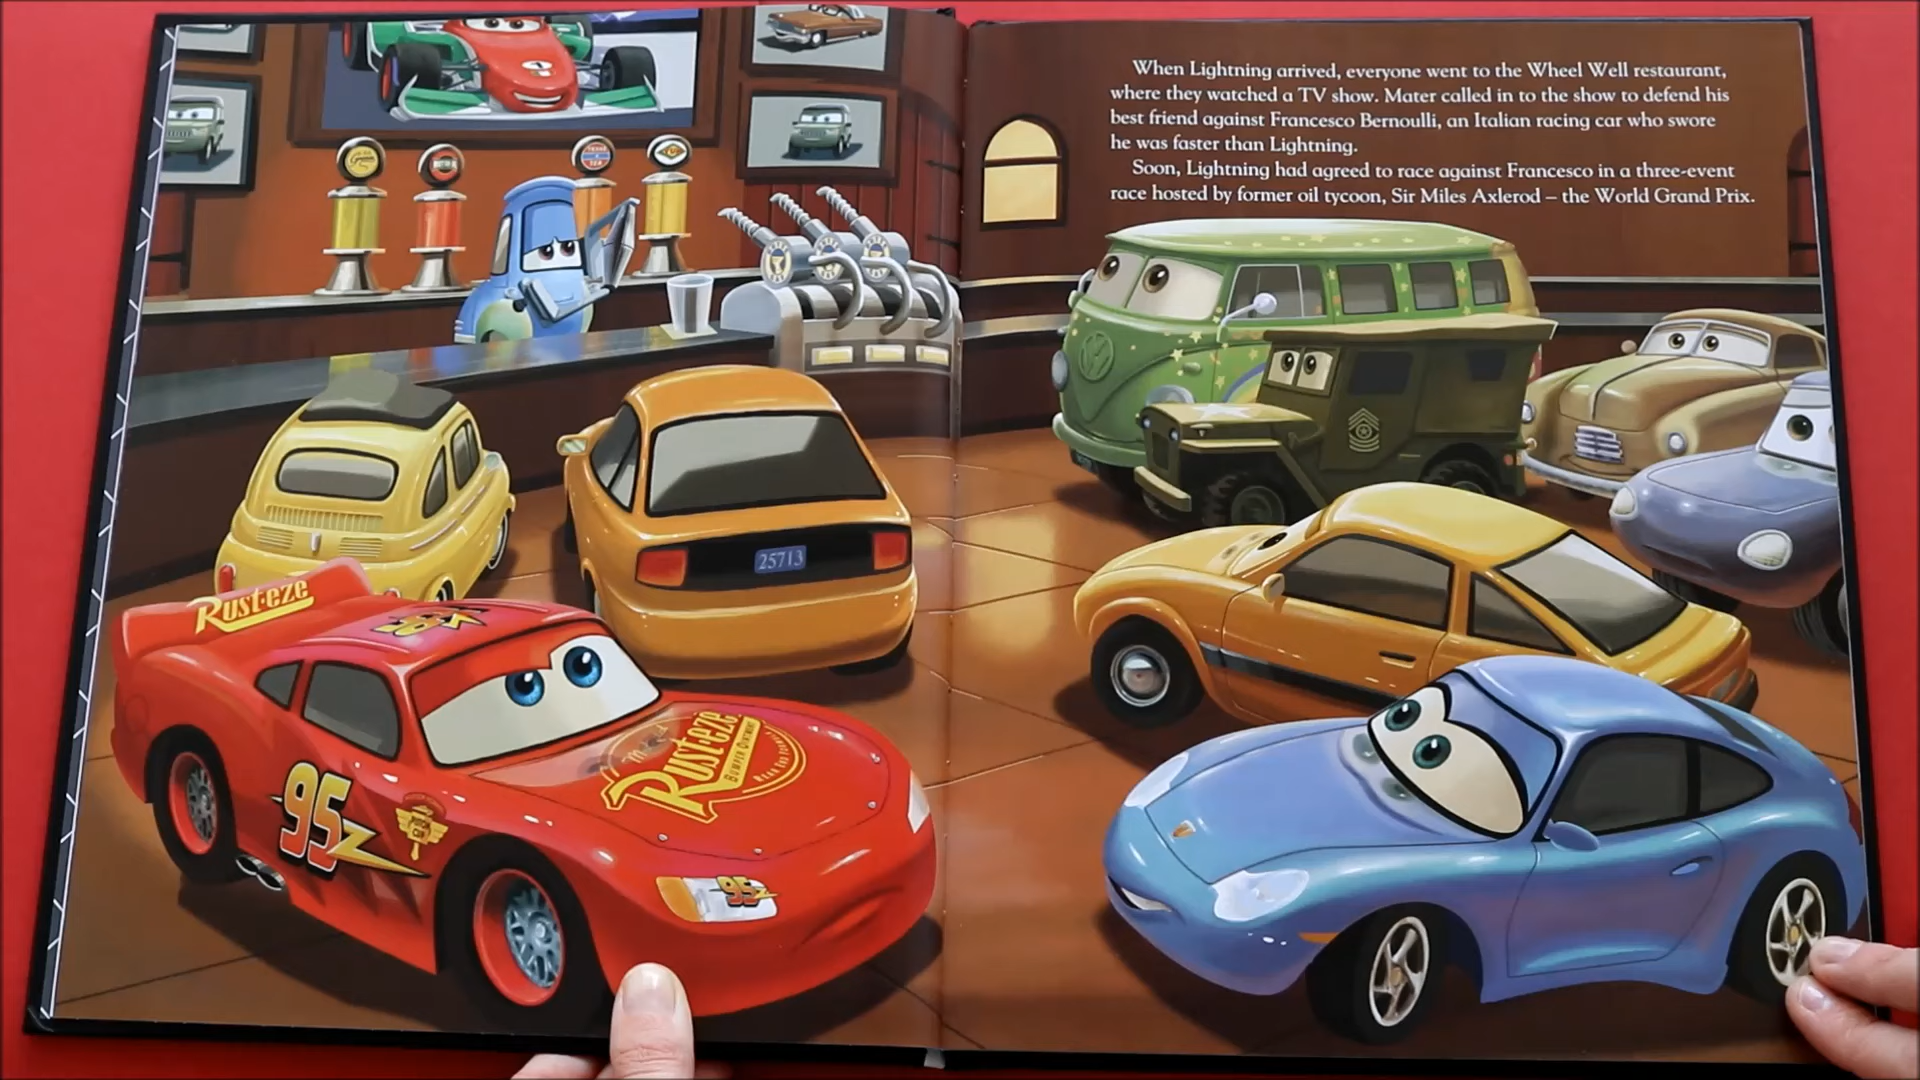 When Lightning arrived, everyone went to the Wheel Well restaurant,
where they watched a TV show. Mater called in to the show to defend his
best friend against Francesco Bernoulli, an Italian racing car who swore
he was faster than Lightning.
Soon, Lightning had agreed to race against Francesco in a three-event
race hosted by former oil tycoon, Sir Miles Axlerod – the World Grand Prix.
25713
Rust-eze
Rust-eze
BUMPER OINTMENT
95
95